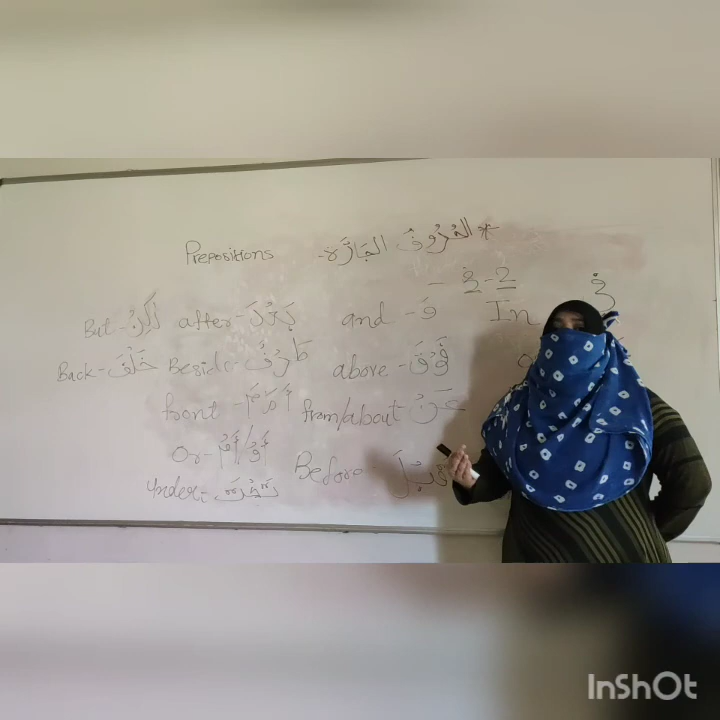 Prepositions - الحُرُوفُ الجَارَّة *
- في - 2
But - لٰكِنْ after - بَعْدَ and - وَ In
Back - خَلْفَ Beside - طَرَفَ above - فَوْقَ
front - أَمَامَ from/about - عَنْ
Or - أَوْ/أَمْ Before - قَبْلَ
under - تَحْتَ
InShOt